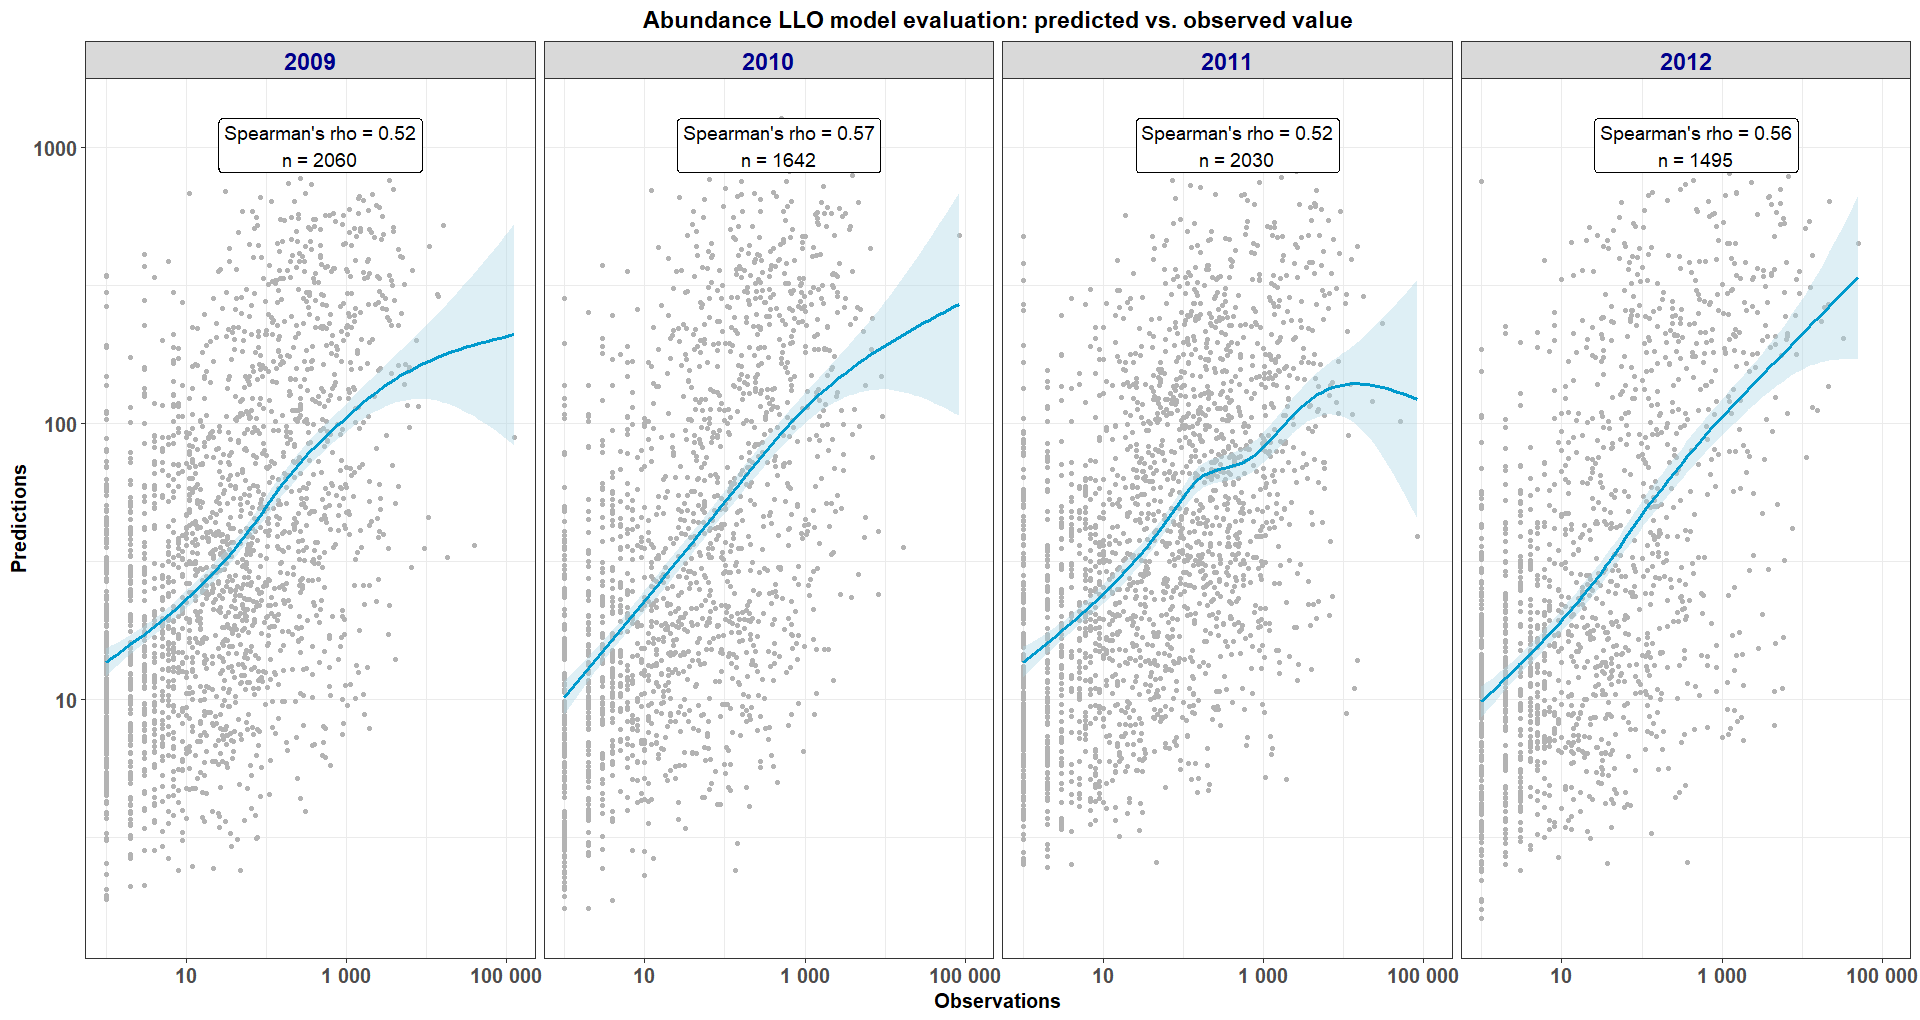 Abundance LLO model evaluation: predicted vs. observed value
2009
2010
2011
2012
Spearman's rho = 0.52
n = 2060
Spearman's rho = 0.57
n = 1642
Spearman's rho = 0.52
n = 2030
Spearman's rho = 0.56
n = 1495
1000
100
10
Predictions
10
1 000
100 000
10
1 000
100 000
10
1 000
100 000
10
1 000
100 000
Observations